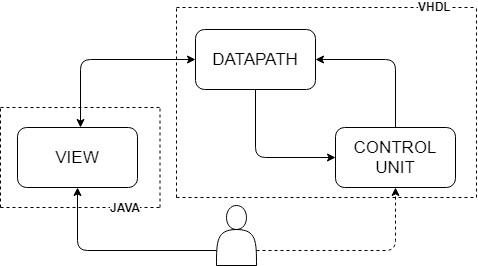 VHDL
DATAPATH
VIEW
CONTROL
UNIT
JAVA